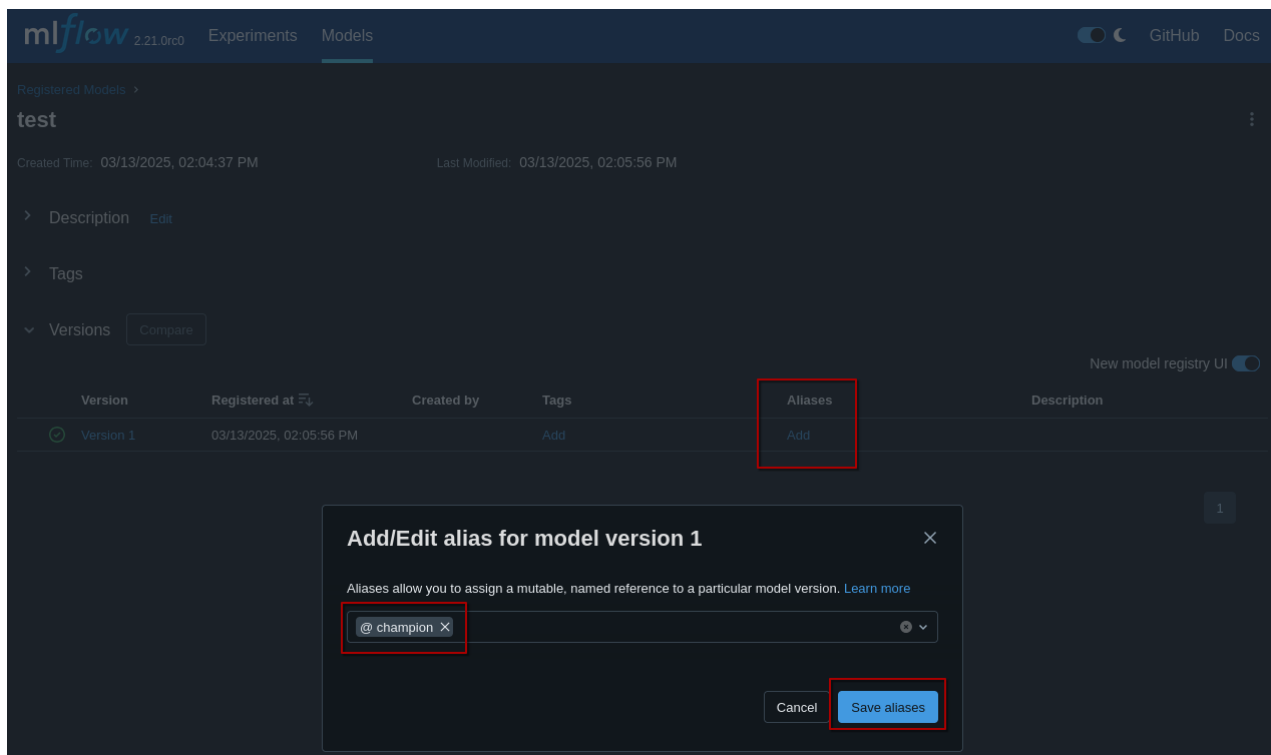 mlflow 2.21.0rc0 Experiments Models GitHub Docs
Registered Models
test
Created Time: 03/13/2025, 02:04:37 PM Last Modified: 03/13/2025, 02:05:56 PM
Description Edit
Tags
Versions Compare
New model registry UI
Version Registered at Created by Tags Aliases Description
Version 1 03/13/2025, 02:05:56 PM Add Add
1
Add/Edit alias for model version 1
Aliases allow you to assign a mutable, named reference to a particular model version. Learn more
@ champion
Cancel Save aliases